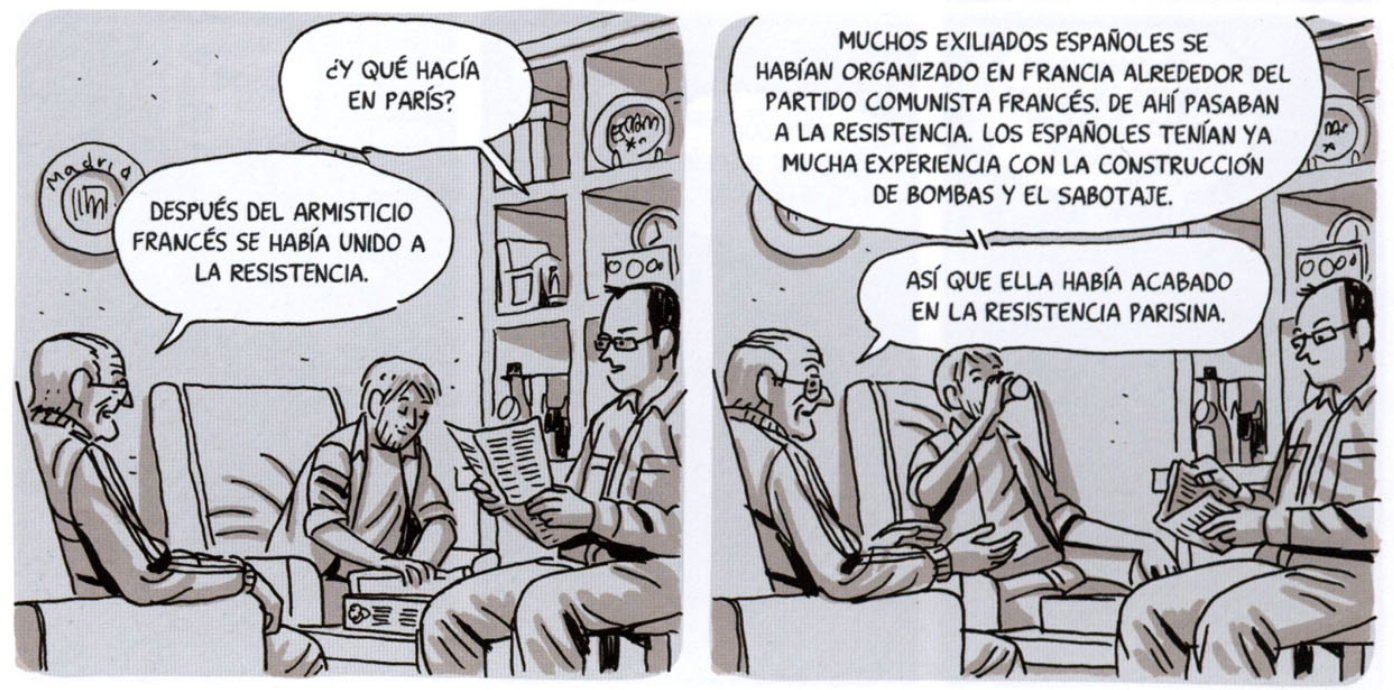 ¿Y QUÉ HACÍA
EN PARÍS?
Madrid
DESPUÉS DEL ARMISTICIO
FRANCÉS SE HABÍA UNIDO A
LA RESISTENCIA.
MUCHOS EXILIADOS ESPAÑOLES SE
HABÍAN ORGANIZADO EN FRANCIA ALREDEDOR DEL
PARTIDO COMUNISTA FRANCÉS. DE AHÍ PASABAN
A LA RESISTENCIA. LOS ESPAÑOLES TENÍAN YA
MUCHA EXPERIENCIA CON LA CONSTRUCCIÓN
DE BOMBAS Y EL SABOTAJE.
ASÍ QUE ELLA HABÍA ACABADO
EN LA RESISTENCIA PARISINA.